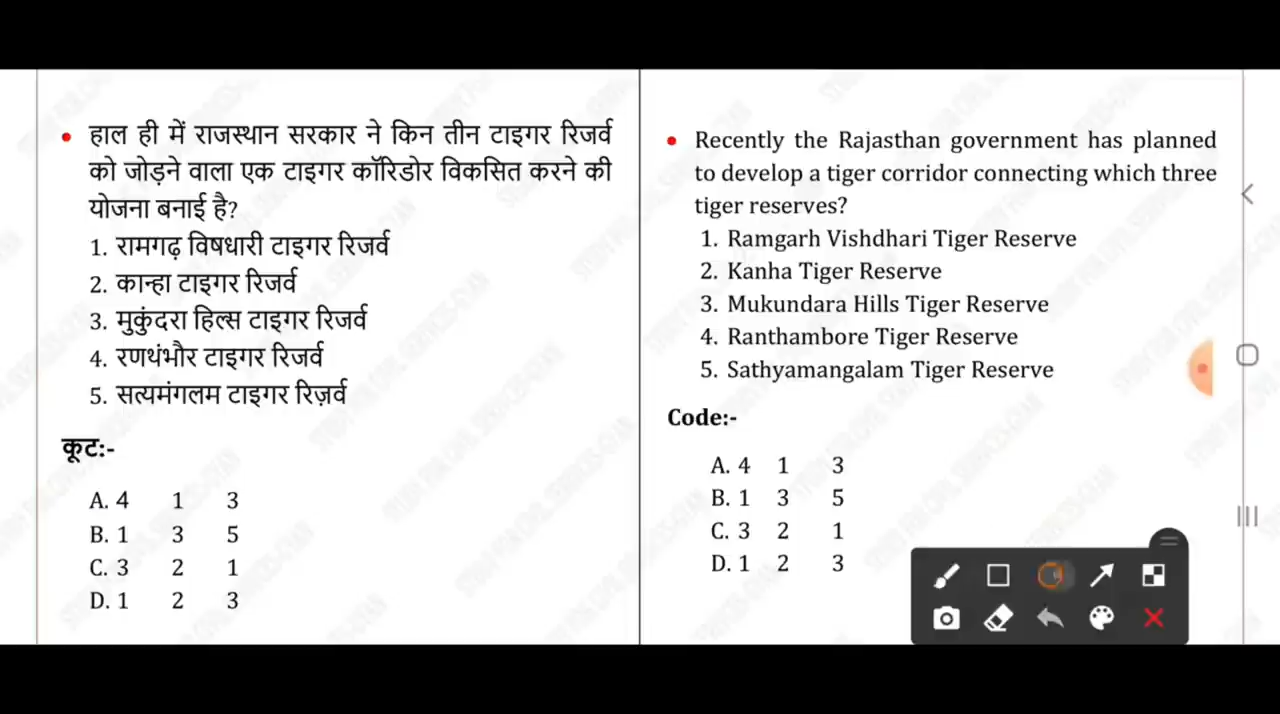 • हाल ही में राजस्थान सरकार ने किन तीन टाइगर रिजर्व
को जोड़ने वाला एक टाइगर कॉरिडोर विकसित करने की
योजना बनाई है?
1. रामगढ़ विषधारी टाइगर रिजर्व
2. कान्हा टाइगर रिजर्व
3. मुकुंदरा हिल्स टाइगर रिजर्व
4. रणथंभौर टाइगर रिजर्व
5. सत्यमंगलम टाइगर रिज़र्व
कूट:-
A. 4 1 3
B. 1 3 5
C. 3 2 1
D. 1 2 3
• Recently the Rajasthan government has planned
to develop a tiger corridor connecting which three
tiger reserves?
1. Ramgarh Vishdhari Tiger Reserve
2. Kanha Tiger Reserve
3. Mukundara Hills Tiger Reserve
4. Ranthambore Tiger Reserve
5. Sathyamangalam Tiger Reserve
Code:-
A. 4 1 3
B. 1 3 5
C. 3 2 1
D. 1 2 3